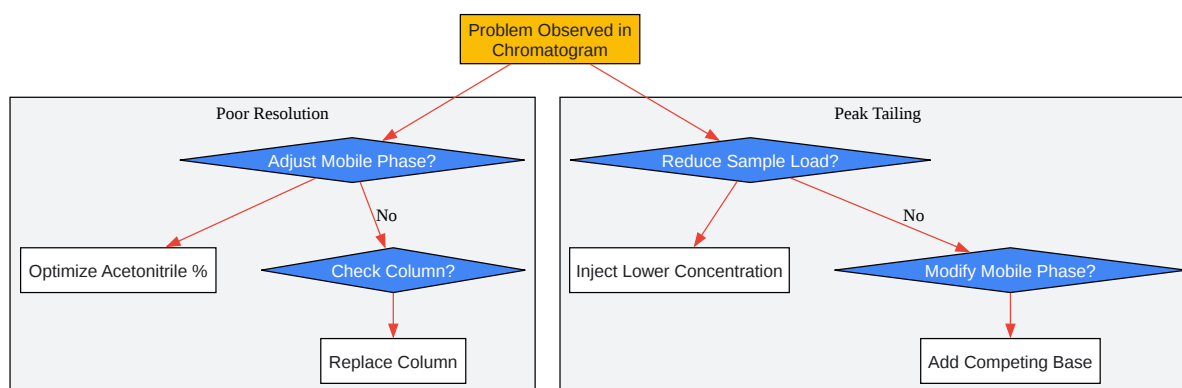 Problem Observed in
Chromatogram
Poor Resolution
Peak Tailing
Adjust Mobile Phase?
Reduce Sample Load?
No
No
Optimize Acetonitrile %
Check Column?
Inject Lower Concentration
Modify Mobile Phase?
Replace Column
Add Competing Base